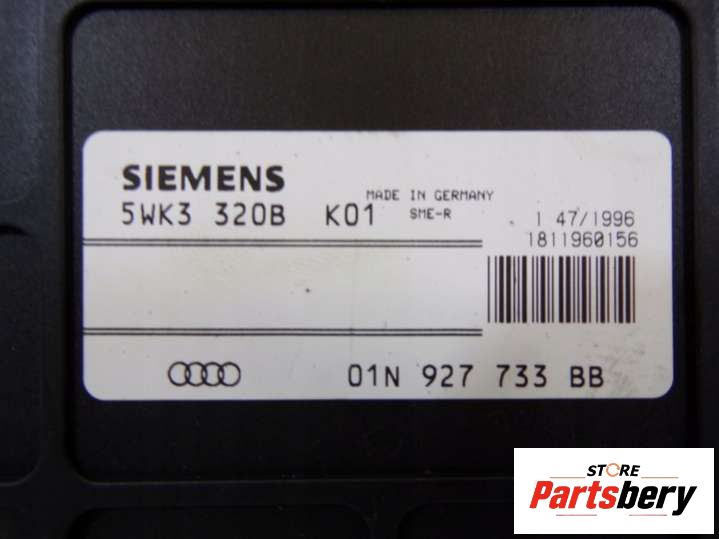 SIEMENS
MADE IN GERMANY
5WK3 320B K01 SME-R 1 47/1996
1811960156
01N 927 733 BB
STORE
Partsbery